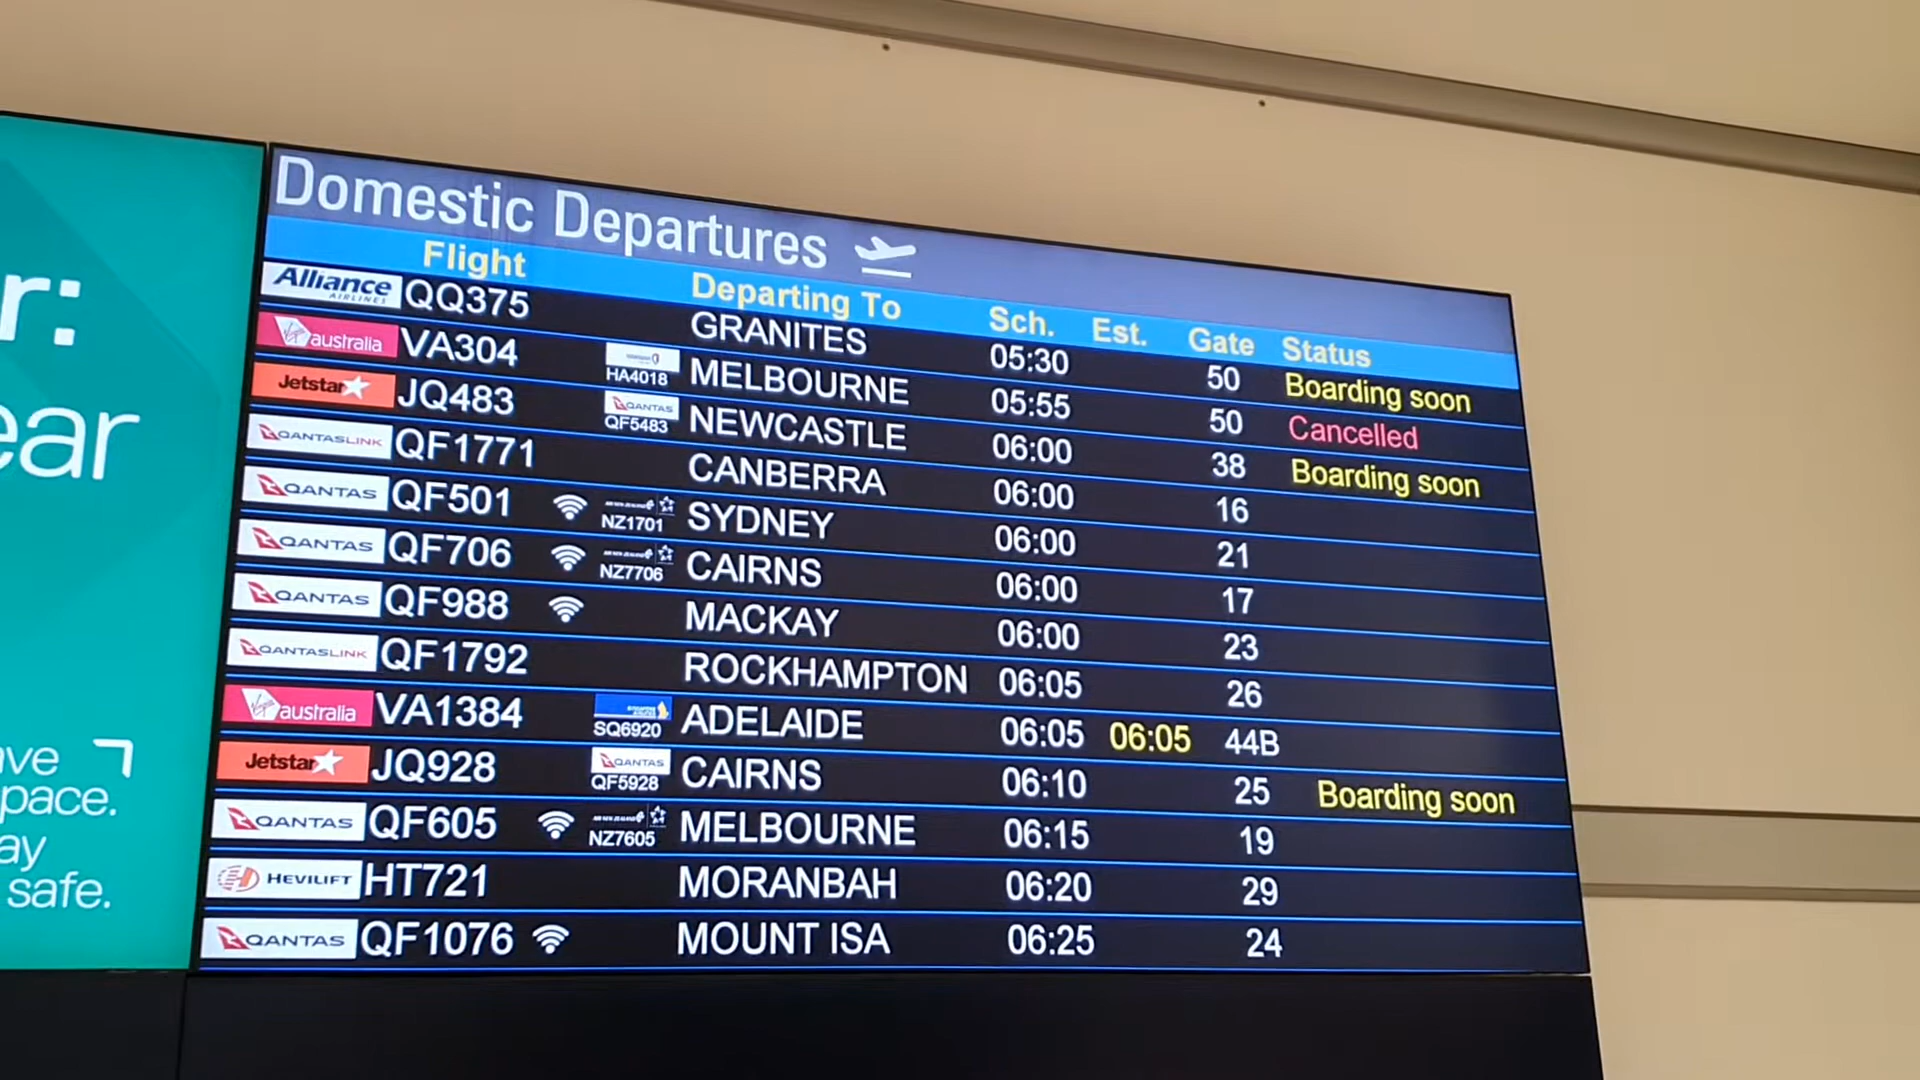 r:
ear
ve
pace.
ay
safe.
Domestic Departures
Flight Departing To Sch. Est. Gate Status
Alliance AIRLINES QQ375 GRANITES 05:30 50 Boarding soon
Virgin australia VA304 HA4018 MELBOURNE 05:55 50 Cancelled
Jetstar JQ483 QANTAS QF5483 NEWCASTLE 06:00 38 Boarding soon
QANTASLINK QF1771 CANBERRA 06:00 16
QANTAS QF501 NZ1701 SYDNEY 06:00 21
QANTAS QF706 NZ7706 CAIRNS 06:00 17
QANTAS QF988 MACKAY 06:00 23
QANTASLINK QF1792 ROCKHAMPTON 06:05 26
Virgin australia VA1384 SQ6920 ADELAIDE 06:05 06:05 44B
Jetstar JQ928 QANTAS QF5928 CAIRNS 06:10 25 Boarding soon
QANTAS QF605 NZ7605 MELBOURNE 06:15 19
HEVILIFT HT721 MORANBAH 06:20 29
QANTAS QF1076 MOUNT ISA 06:25 24